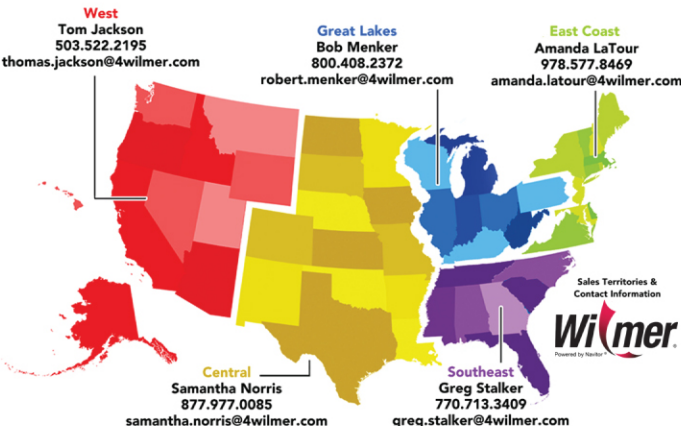 West
Tom Jackson
503.522.2195
thomas.jackson@4wilmer.com
Great Lakes
Bob Menker
800.408.2372
robert.menker@4wilmer.com
East Coast
Amanda LaTour
978.577.8469
amanda.latour@4wilmer.com
Sales Territories &
Contact Information
Wilmer®
Powered by Navitor™
Central
Samantha Norris
877.977.0085
samantha.norris@4wilmer.com
Southeast
Greg Stalker
770.713.3409
greg.stalker@4wilmer.com